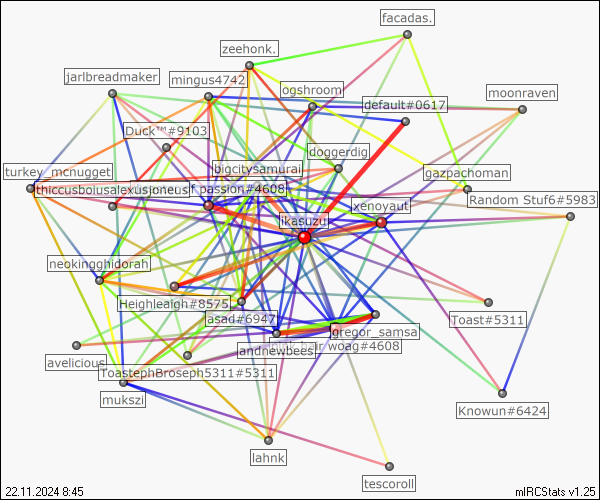 facadas.
zeehonk.
jarlbreadmaker
mingus4742
ogshroom
moonraven
default#0617
Duck™#9103
doggerdig
bigcitysamurai
gazpachoman
turkey_mcnugget
thiccusbousalexusioneus
f passion#4608
Random Stuf6#5983
ikasuzu
xenoyaut
neokingghidorah
Heighleaigh#8575
Toast#5311
asad#6947
gregor_samsa
woag#4608
andnewbees
avelicious
ToastephBroseph5311#5311
mukszi
Knowun#6424
lahnk
tescoroll
22.11.2024 8:45
mIRCStats v1.25